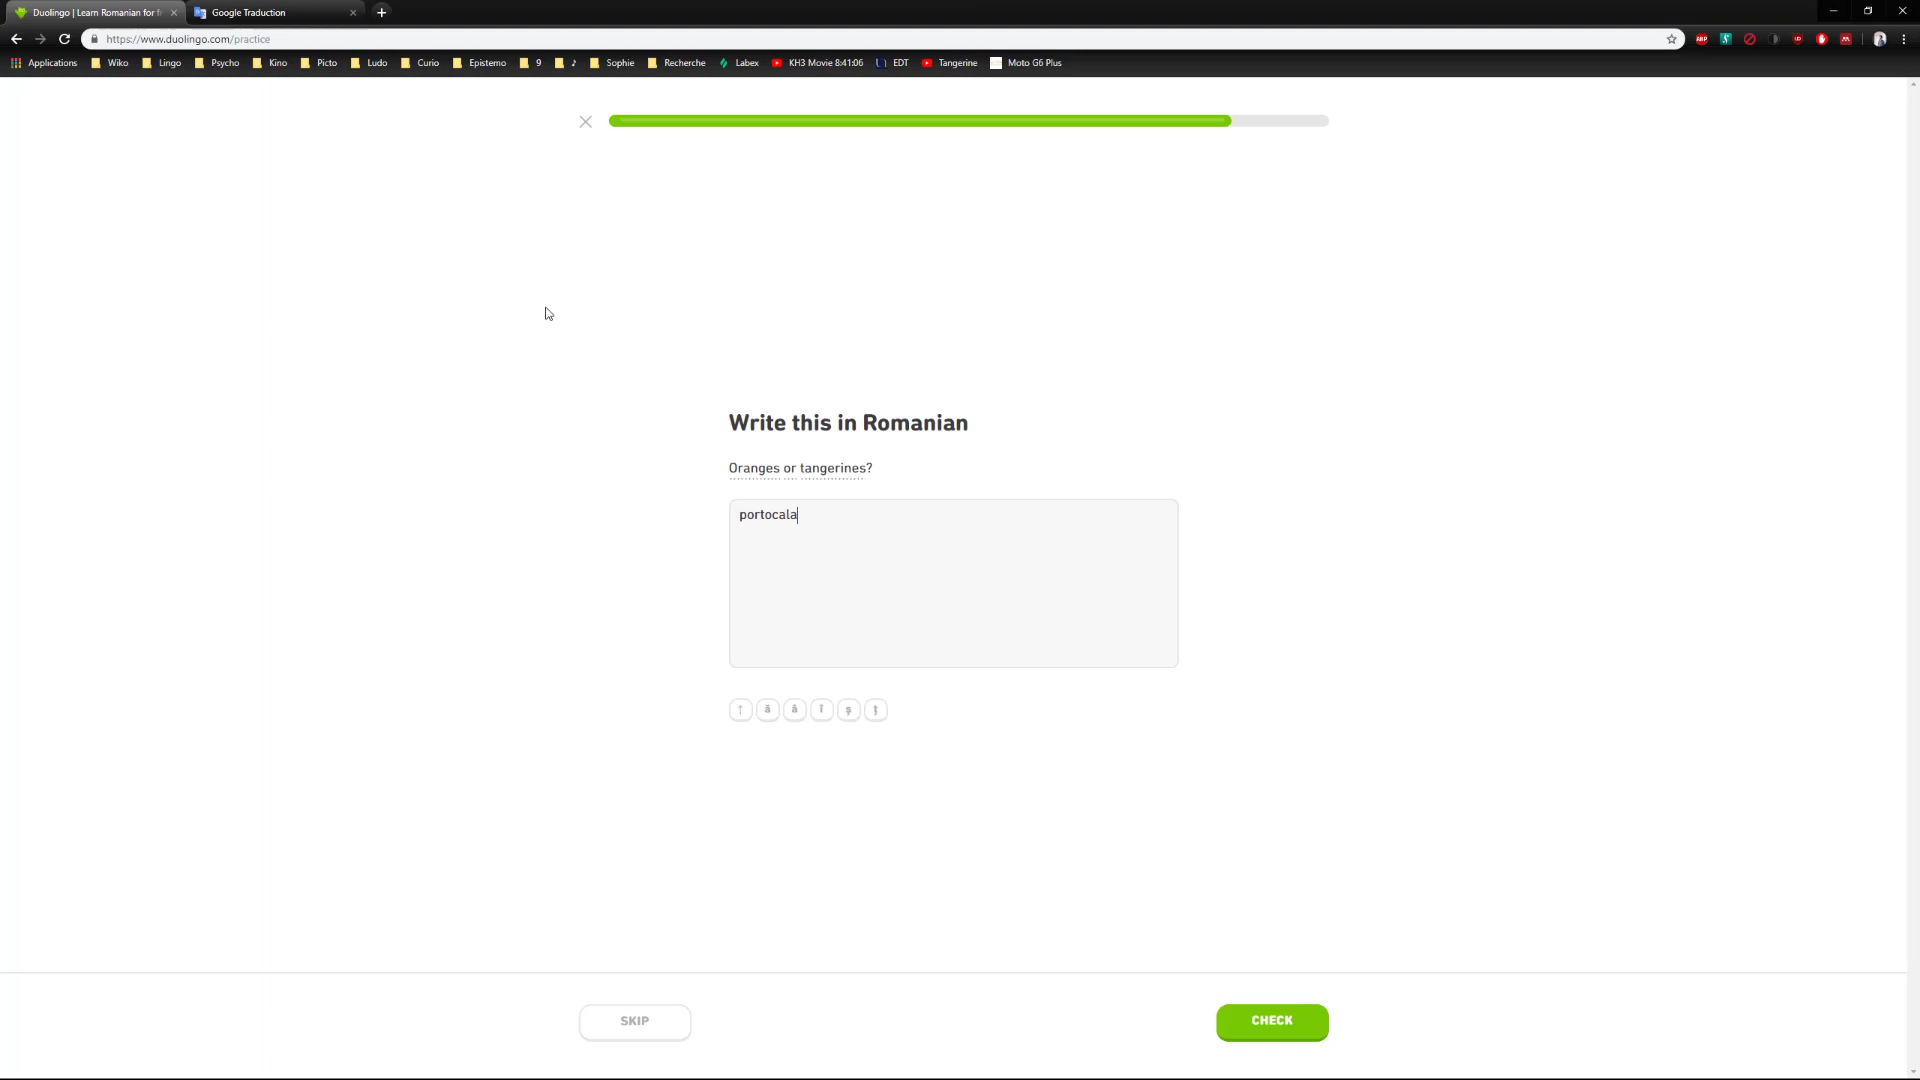 Duolingo | Learn Romanian for f
Google Traduction
https://www.duolingo.com/practice
Applications
Wiko
Lingo
Psycho
Kino
Picto
Ludo
Curio
Epistemo
9
♪
Sophie
Recherche
Labex
KH3 Movie 8:41:06
EDT
Tangerine
Moto G6 Plus
Write this in Romanian
Oranges or tangerines?
portocala
↑ ă â î ș ț
SKIP
CHECK